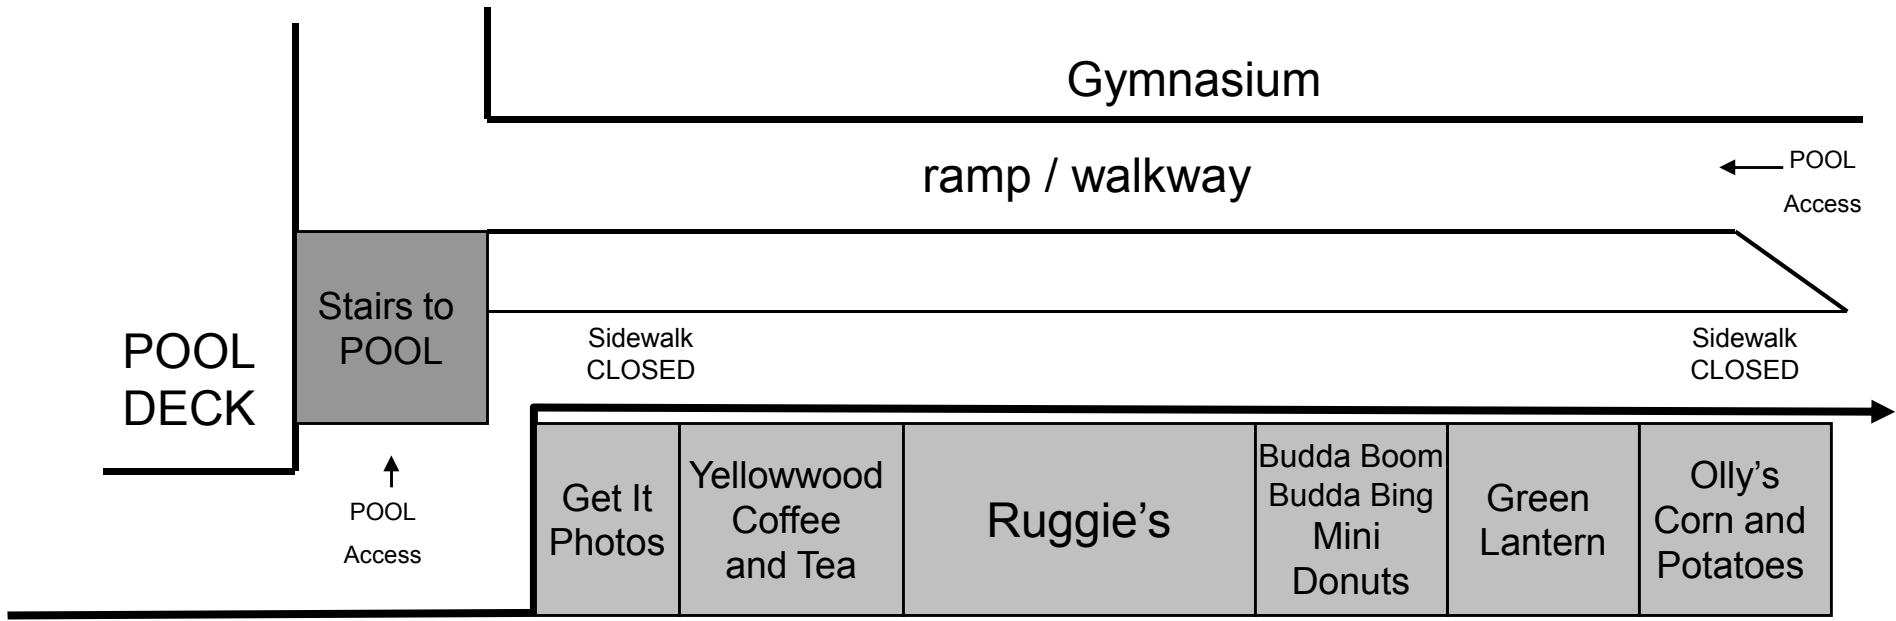 Gymnasium
ramp / walkway
POOL
Access
Stairs to
POOL
POOL
DECK
Sidewalk
CLOSED
Sidewalk
CLOSED
POOL
Access
Get It
Photos
Yellowwood
Coffee
and Tea
Ruggie’s
Budda Boom
Budda Bing
Mini
Donuts
Green
Lantern
Olly’s
Corn and
Potatoes